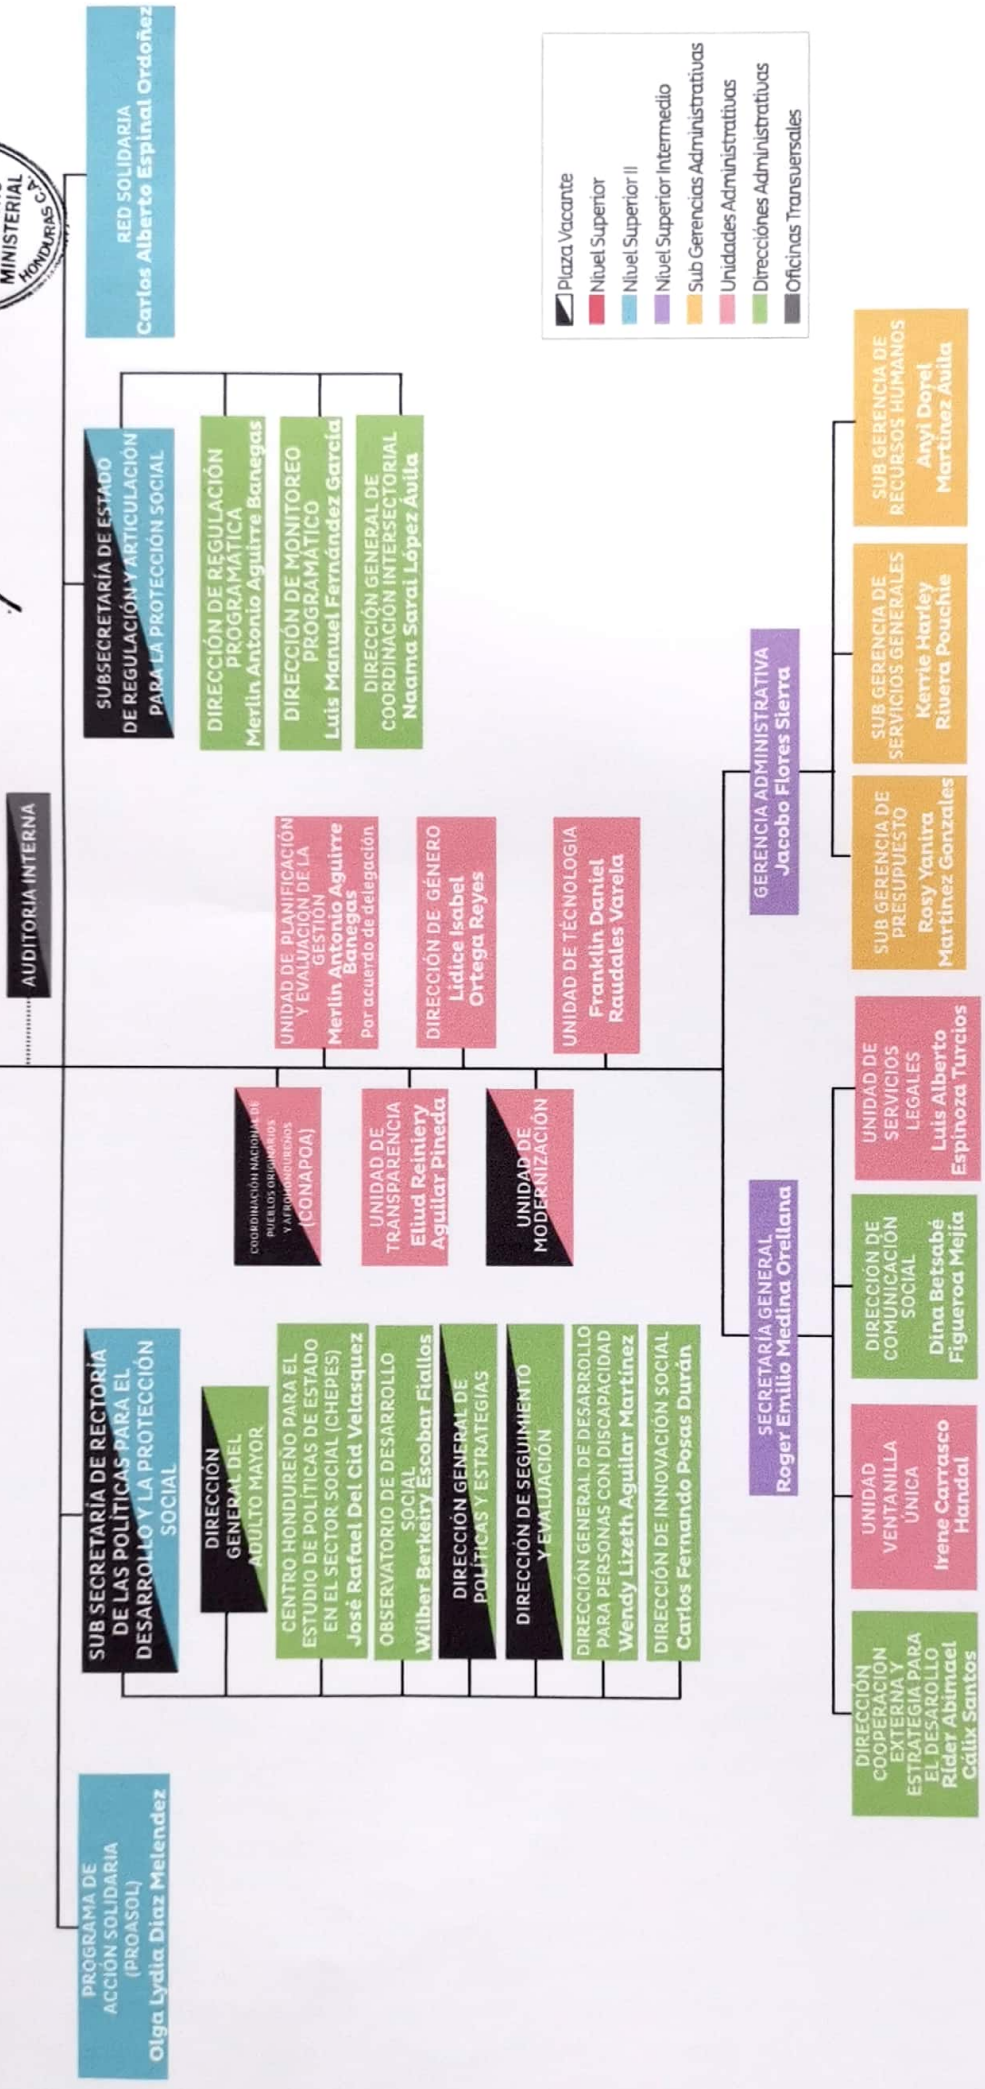 MINISTERIAL
HONDURAS C.A.
AUDITORIA INTERNA
PROGRAMA DE
ACCIÓN SOLIDARIA
(PROASOL)
Olga Lydia Diaz Melendez
SUB SECRETARÍA DE RECTORÍA
DE LAS POLÍTICAS PARA EL
DESARROLLO Y LA PROTECCIÓN
SOCIAL
DIRECCIÓN
GENERAL DEL
ADULTO MAYOR
CENTRO HONDUREÑO PARA EL
ESTUDIO DE POLÍTICAS DE ESTADO
EN EL SECTOR SOCIAL (CHEPES)
José Rafael Del Cid Velasquez
OBSERVATORIO DE DESARROLLO
SOCIAL
Wilber Berkeiry Escobar Fiallos
DIRECCIÓN GENERAL DE
POLÍTICAS Y ESTRATEGIAS
DIRECCIÓN DE SEGUIMIENTO
Y EVALUACIÓN
DIRECCION GENERAL DE DESARROLLO
PARA PERSONAS CON DISCAPACIDAD
Wendy Lizeth Aguilar Martínez
DIRECCIÓN DE INNOVACIÓN SOCIAL
Carlos Fernando Posas Durán
COORDINACIÓN NACIONAL DE
PUEBLOS ORIGINARIOS
Y AFROHONDUREÑOS
(CONAPOA)
UNIDAD DE
TRANSPARENCIA
Eliud Reiniery
Aguilar Pineda
UNIDAD DE
MODERNIZACIÓN
UNIDAD DE PLANIFICACIÓN
Y EVALUACIÓN DE LA
GESTIÓN
Merlin Antonio Aguirre
Banegas
Por acuerdo de delegación
DIRECCIÓN DE GÉNERO
Lidice Isabel
Ortega Reyes
UNIDAD DE TECNOLOGIA
Franklin Daniel
Raudales Varela
SUBSECRETARÍA DE ESTADO
DE REGULACIÓN Y ARTICULACIÓN
PARA LA PROTECCIÓN SOCIAL
DIRECCIÓN DE REGULACIÓN
PROGRAMÁTICA
Merlin Antonio Aguirre Banegas
DIRECCIÓN DE MONITOREO
PROGRAMÁTICO
Luis Manuel Fernández García
DIRECCIÓN GENERAL DE
COORDINACIÓN INTERSECTORIAL
Naama Sarai López Ávila
RED SOLIDARIA
Carlos Alberto Espinal Ordoñez
Plaza Vacante
Nivel Superior
Nivel Superior II
Nivel Superior Intermedio
Sub Gerencias Administrativas
Unidades Administrativas
Direcciónes Administrativas
Oficinas Transversales
SECRETARÍA GENERAL
Roger Emilio Medina Orellana
GERENCIA ADMINISTRATIVA
Jacobo Flores Sierra
DIRECCIÓN
COOPERACIÓN
EXTERNA Y
ESTRATEGIA PARA
EL DESAROLLO
Ríder Abimael
Cálix Santos
UNIDAD
VENTANILLA
ÚNICA
Irene Carrasco
Handal
DIRECCIÓN DE
COMUNICACIÓN
SOCIAL
Dina Betsabé
Figueroa Mejía
UNIDAD DE
SERVICIOS
LEGALES
Luis Alberto
Espinoza Turcios
SUB GERENCIA DE
PRESUPUESTO
Rosy Yanira
Martinez Gonzales
SUB GERENCIA DE
SERVICIOS GENERALES
Kerrie Harley
Rivera Pouchie
SUB GERENCIA DE
RECURSOS HUMANOS
Anyi Dorel
Martinez Ávila